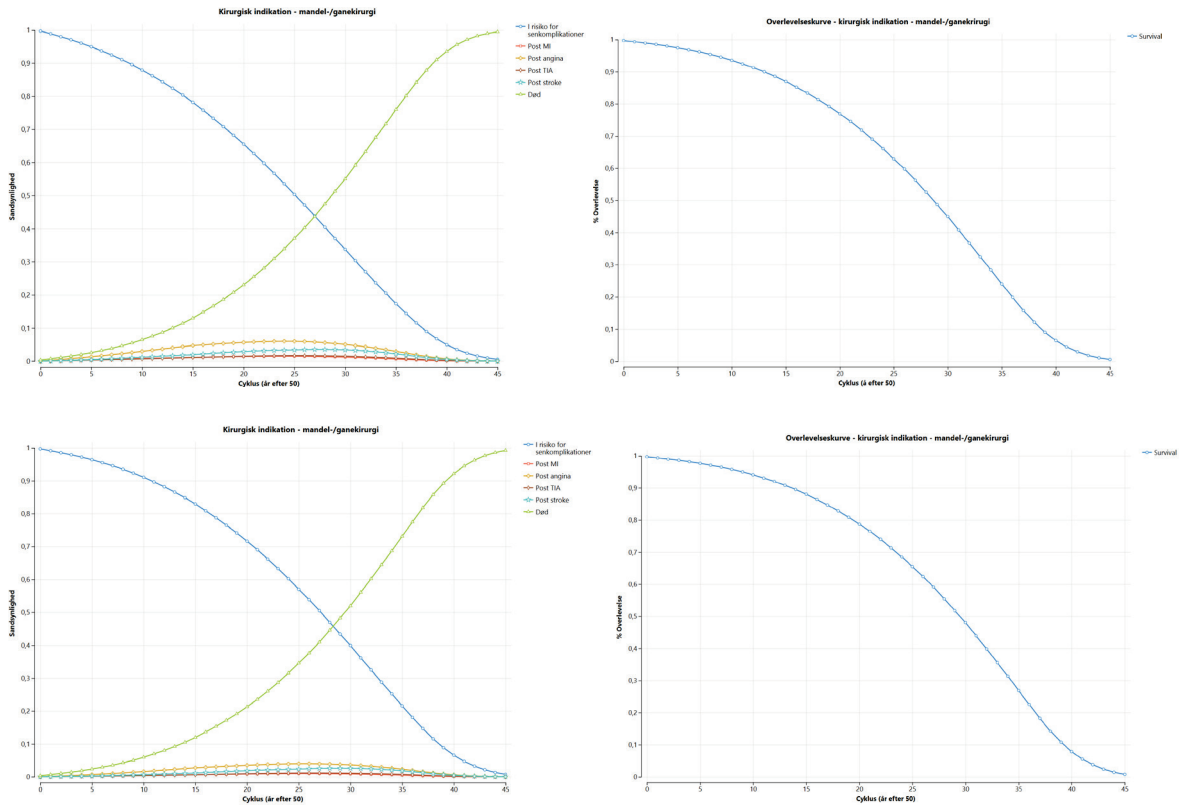 Kirurgisk indikation - mandel-/ganekirurgi
I risiko for
senkomplikationer
Post MI
Post angina
Post TIA
Post stroke
Død
Sandsynlighed
1
0,9
0,8
0,7
0,6
0,5
0,4
0,3
0,2
0,1
0
0 5 10 15 20 25 30 35 40 45
Cyklus (år efter 50)
Overlevelseskurve - kirurgisk indikation - mandel-/ganekrirugi
Survival
% Overlevelse
1
0,9
0,8
0,7
0,6
0,5
0,4
0,3
0,2
0,1
0
0 5 10 15 20 25 30 35 40 45
Cyklus (å efter 50)
Kirurgisk indikation - mandel-/ganekirurgi
I risiko for
senkomplikationer
Post MI
Post angina
Post TIA
Post stroke
Død
Sandsynlighed
1
0,9
0,8
0,7
0,6
0,5
0,4
0,3
0,2
0,1
0
0 5 10 15 20 25 30 35 40 45
Cyklus (år efter 50)
Overlevelseskurve - kirurgisk indikation - mandel-/ganekirurgi
Survival
% Overlevelse
1
0,9
0,8
0,7
0,6
0,5
0,4
0,3
0,2
0,1
0
0 5 10 15 20 25 30 35 40 45
Cyklus (år efter 50)